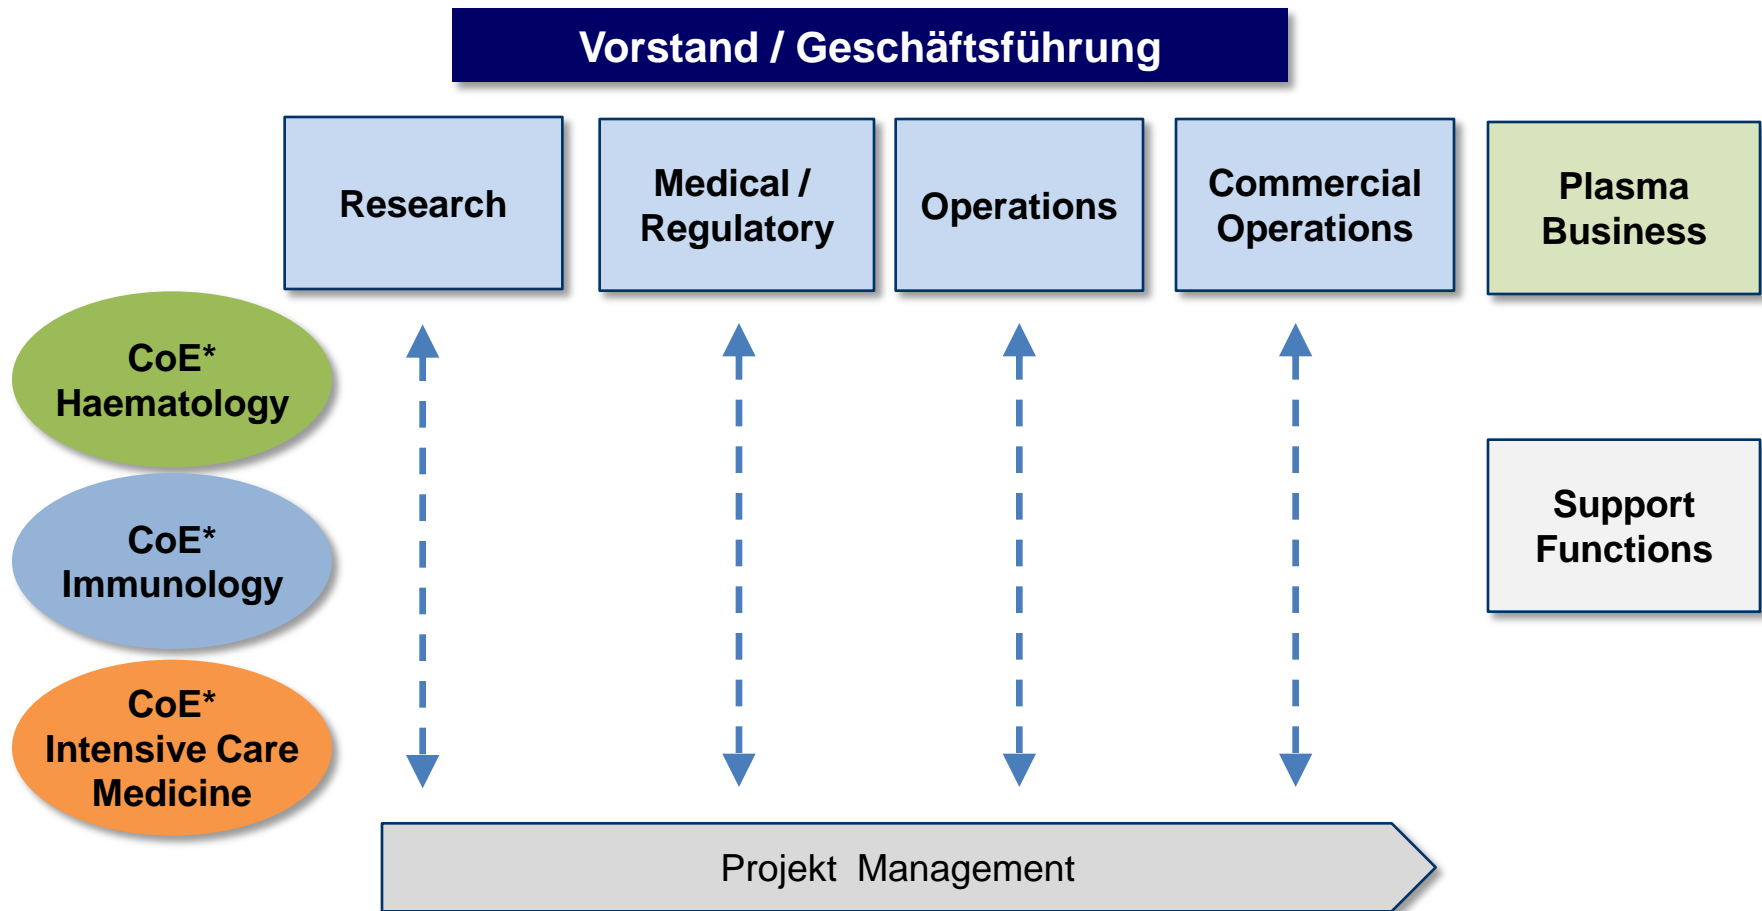 Vorstand / Geschäftsführung
Research
Medical /
Regulatory
Operations
Commercial
Operations
Plasma
Business
CoE*
Haematology
CoE*
Immunology
CoE*
Intensive Care
Medicine
Support
Functions
Projekt  Management